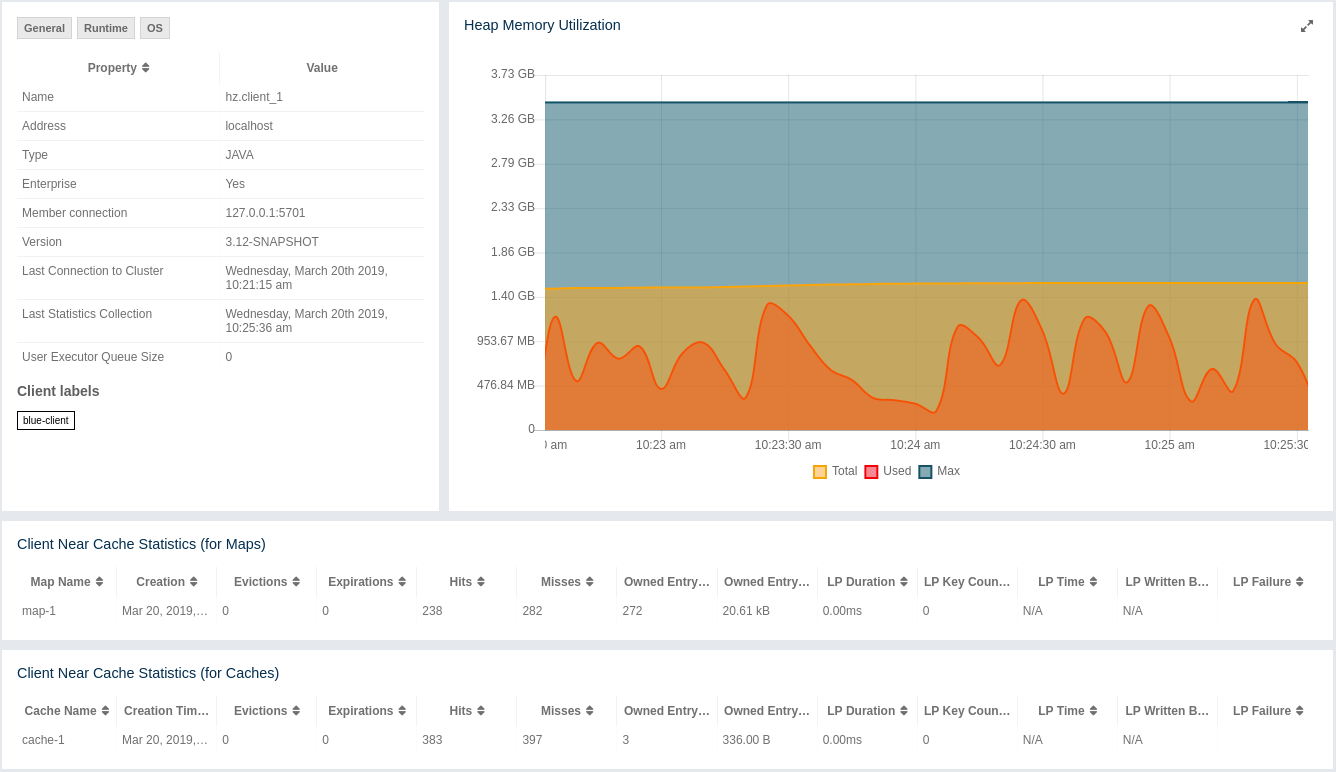 General Runtime OS
Property Value
Name hz.client_1
Address localhost
Type JAVA
Enterprise Yes
Member connection 127.0.0.1:5701
Version 3.12-SNAPSHOT
Last Connection to Cluster Wednesday, March 20th 2019,
10:21:15 am
Last Statistics Collection Wednesday, March 20th 2019,
10:25:36 am
User Executor Queue Size 0
Client labels
blue-client
Heap Memory Utilization
3.73 GB
3.26 GB
2.79 GB
2.33 GB
1.86 GB
1.40 GB
953.67 MB
476.84 MB
0
am 10:23 am 10:23:30 am 10:24 am 10:24:30 am 10:25 am 10:25:30
Total Used Max
Client Near Cache Statistics (for Maps)
Map Name Creation Evictions Expirations Hits Misses Owned Entry… Owned Entry… LP Duration LP Key Coun… LP Time LP Written B… LP Failure
map-1 Mar 20, 2019,… 0 0 238 282 272 20.61 kB 0.00ms 0 N/A N/A
Client Near Cache Statistics (for Caches)
Cache Name Creation Tim… Evictions Expirations Hits Misses Owned Entry… Owned Entry… LP Duration LP Key Coun… LP Time LP Written B… LP Failure
cache-1 Mar 20, 2019,… 0 0 383 397 3 336.00 B 0.00ms 0 N/A N/A